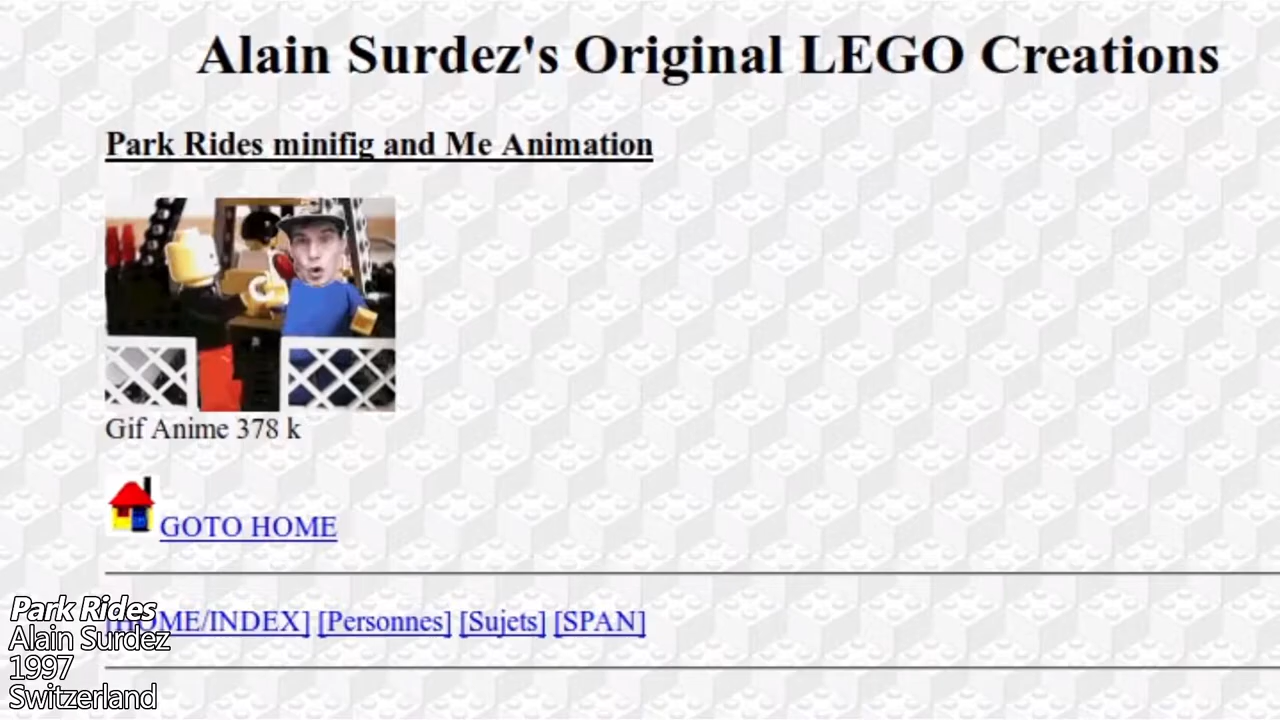 Alain Surdez's Original LEGO Creations
Park Rides minifig and Me Animation
Gif Anime 378 k
GOTO HOME
[HOME/INDEX] [Personnes] [Sujets] [SPAN]
Park Rides
Alain Surdez
1997
Switzerland